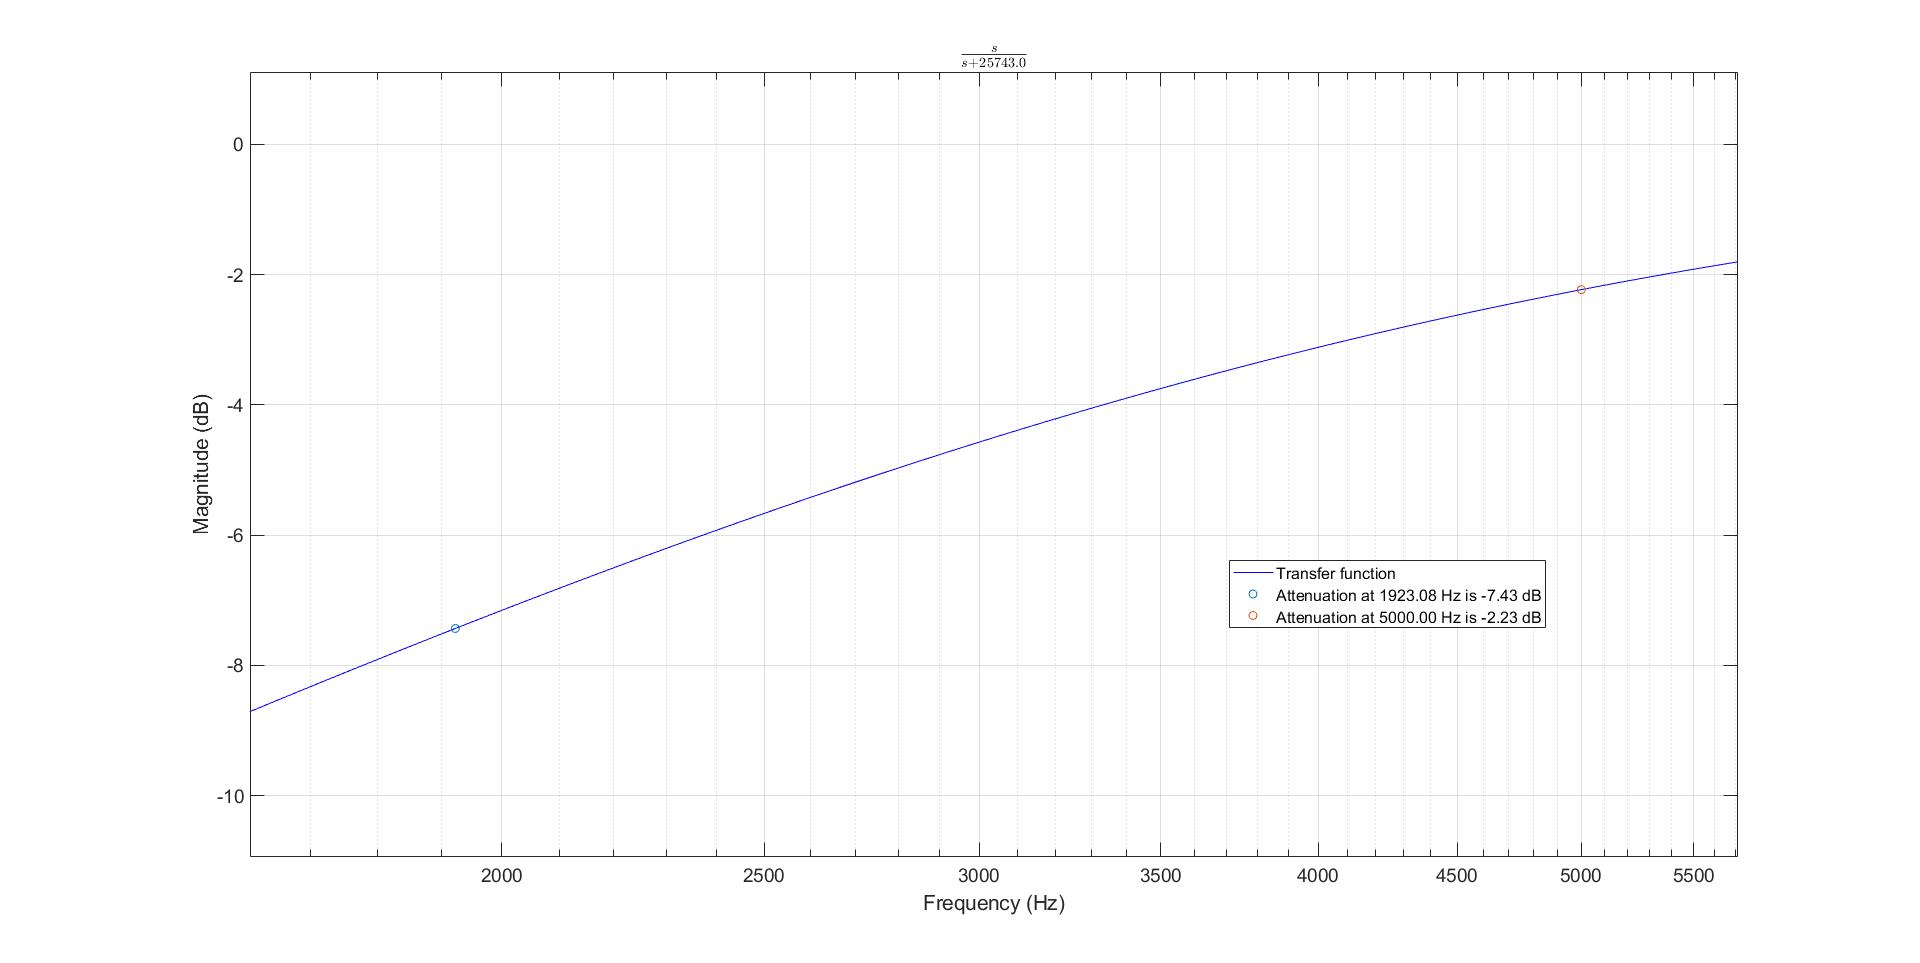 s
s+25743.0
0
-2
-4
-6
-8
-10
Magnitude (dB)
Transfer function
Attenuation at 1923.08 Hz is -7.43 dB
Attenuation at 5000.00 Hz is -2.23 dB
2000 2500 3000 3500 4000 4500 5000 5500
Frequency (Hz)